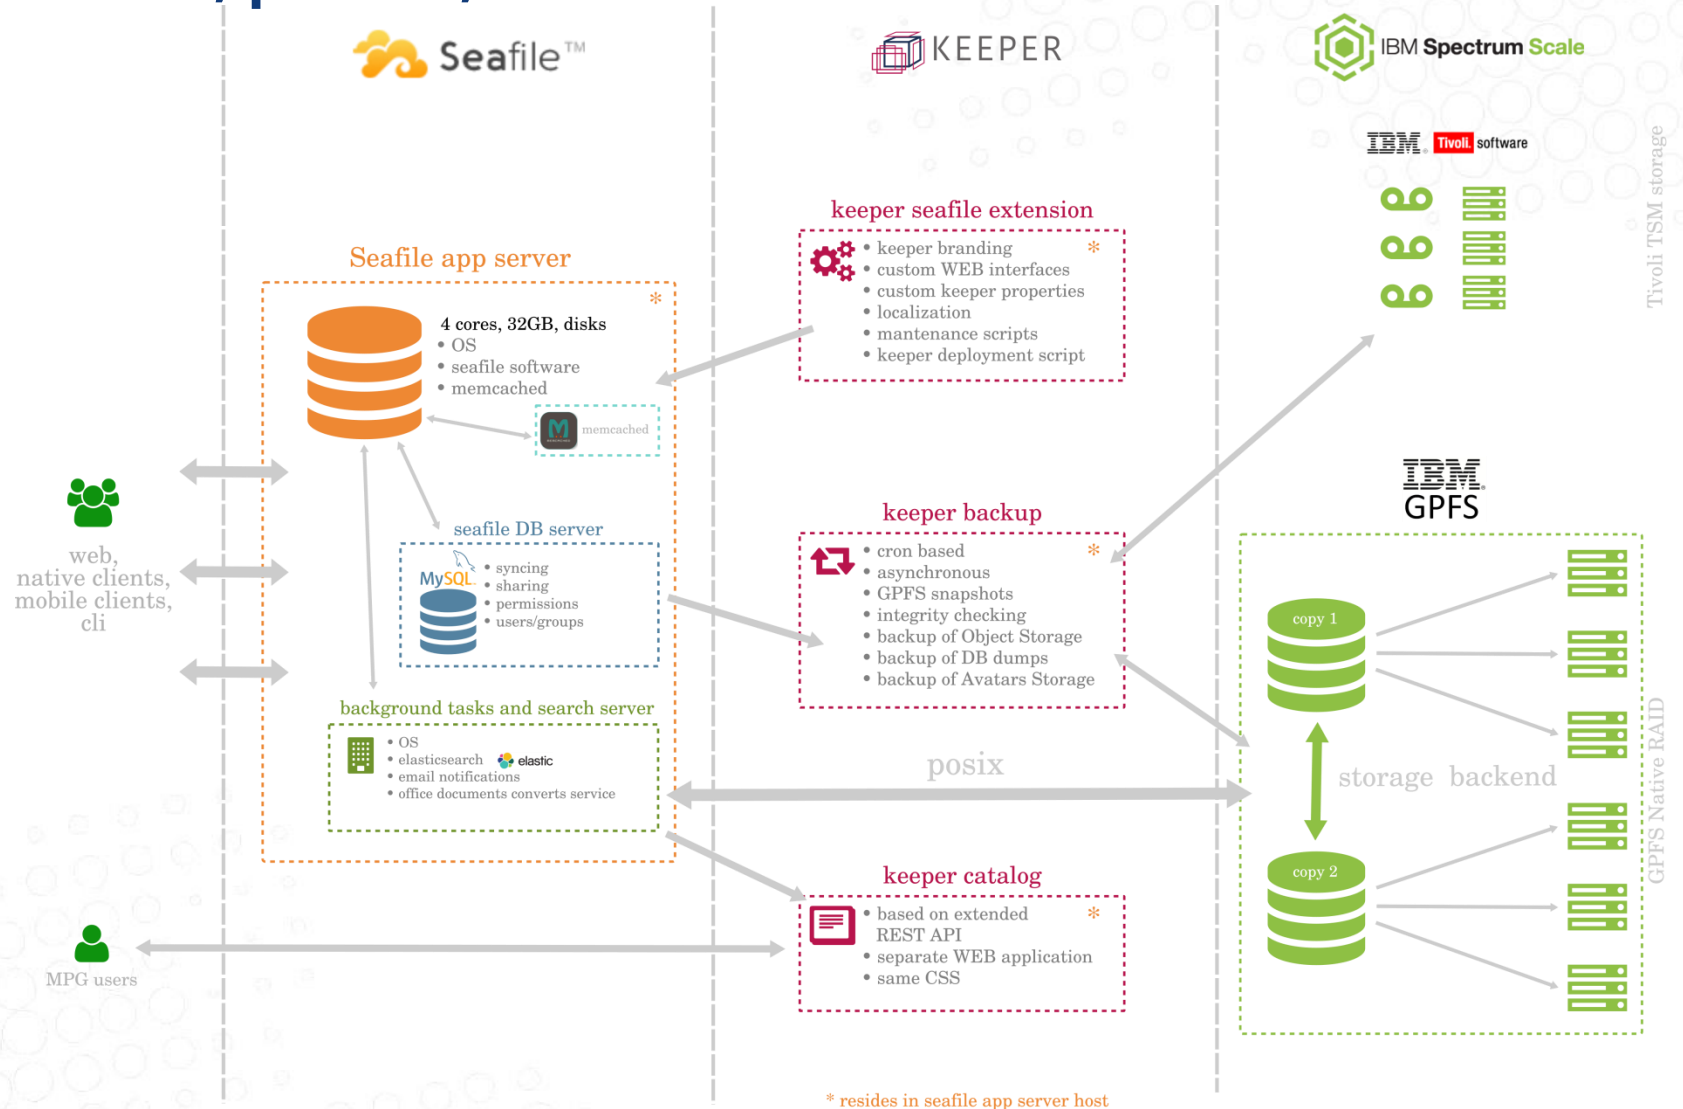 Seafile™
KEEPER
IBM Spectrum Scale
IBM® Tivoli. software
Tivoli TSM storage
keeper seafile extension
• keeper branding *
• custom WEB interfaces
• custom keeper properties
• localization
• mantenance scripts
• keeper deployment script
Seafile app server
*
4 cores, 32GB, disks
• OS
• seafile software
• memcached
memcached
seafile DB server
MySQL
• syncing
• sharing
• permissions
• users/groups
background tasks and search server
• OS
• elasticsearch elastic
• email notifications
• office documents converts service
web,
native clients,
mobile clients,
cli
MPG users
keeper backup
• cron based *
• asynchronous
• GPFS snapshots
• integrity checking
• backup of Object Storage
• backup of DB dumps
• backup of Avatars Storage
posix
keeper catalog
• based on extended *
REST API
• separate WEB application
• same CSS
IBM®
GPFS
copy 1
storage backend
copy 2
GPFS Native RAID
* resides in seafile app server host